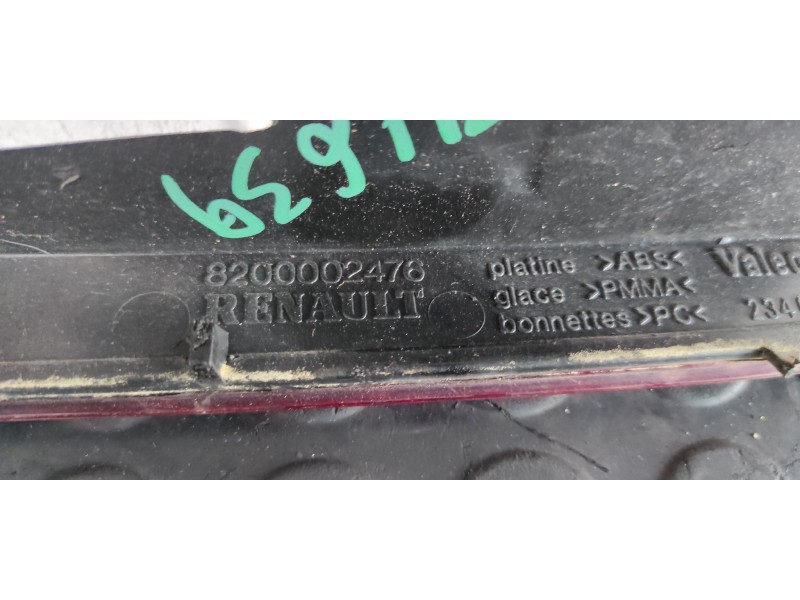 8200002476
RENAULT
platine >ABS<
glace >PMMA<
bonnettes >PC<